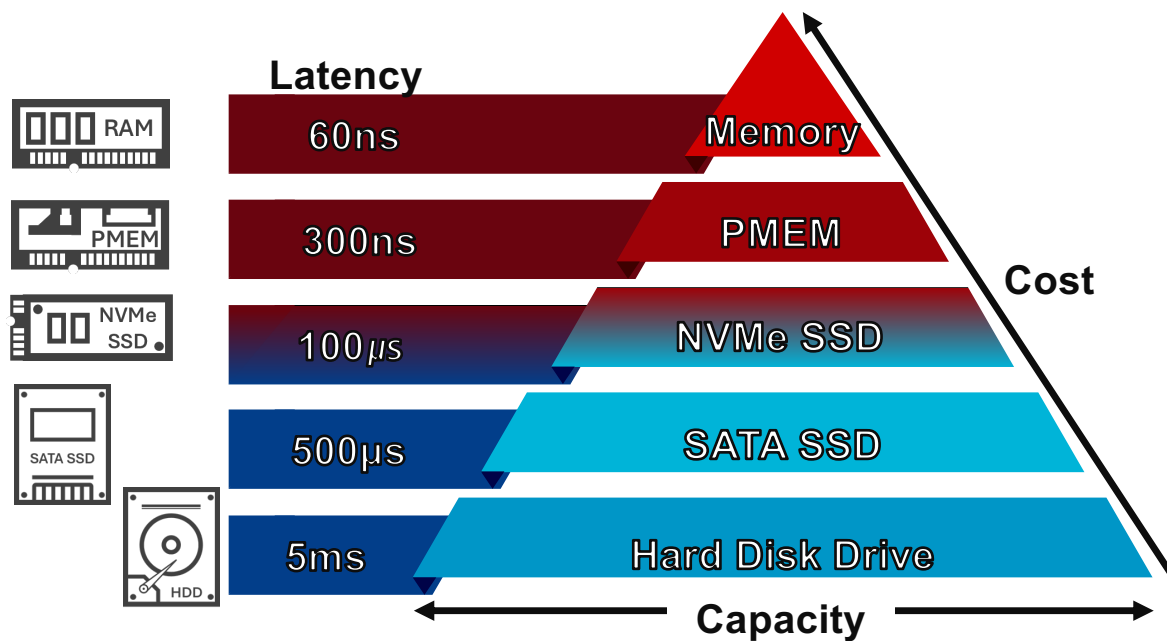 Latency
RAM
60ns
Memory
PMEM
300ns
PMEM
Cost
NVMe
SSD
100µs
NVMe SSD
SATA SSD
500µs
SATA SSD
HDD
5ms
Hard Disk Drive
Capacity